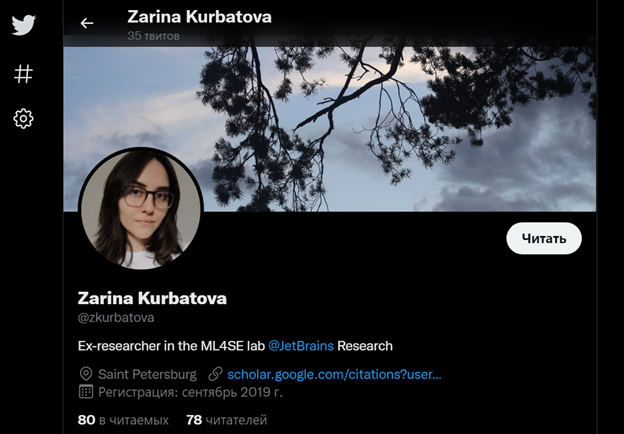 Zarina Kurbatova
35 твитов
Читать
Zarina Kurbatova
@zkurbatova
Ex-researcher in the ML4SE lab @JetBrains Research
Saint Petersburg scholar.google.com/citations?user...
Регистрация: сентябрь 2019 г.
80 в читаемых 78 читателей